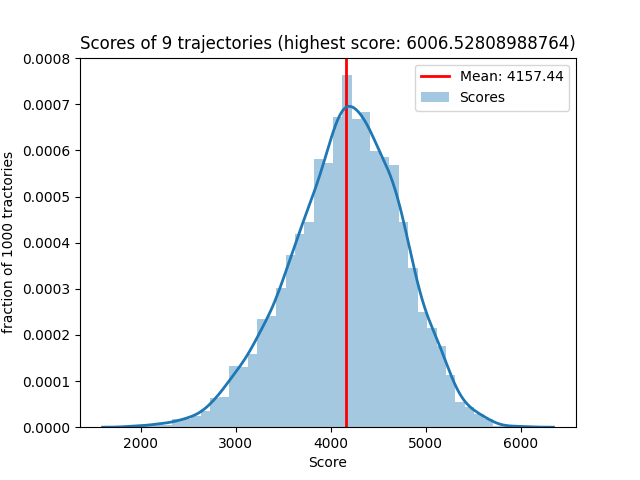 Scores of 9 trajectories (highest score: 6006.52808988764)
0.0008
0.0007
0.0006
0.0005
0.0004
0.0003
0.0002
0.0001
0.0000
fraction of 1000 tractories
Mean: 4157.44
Scores
2000 3000 4000 5000 6000
Score